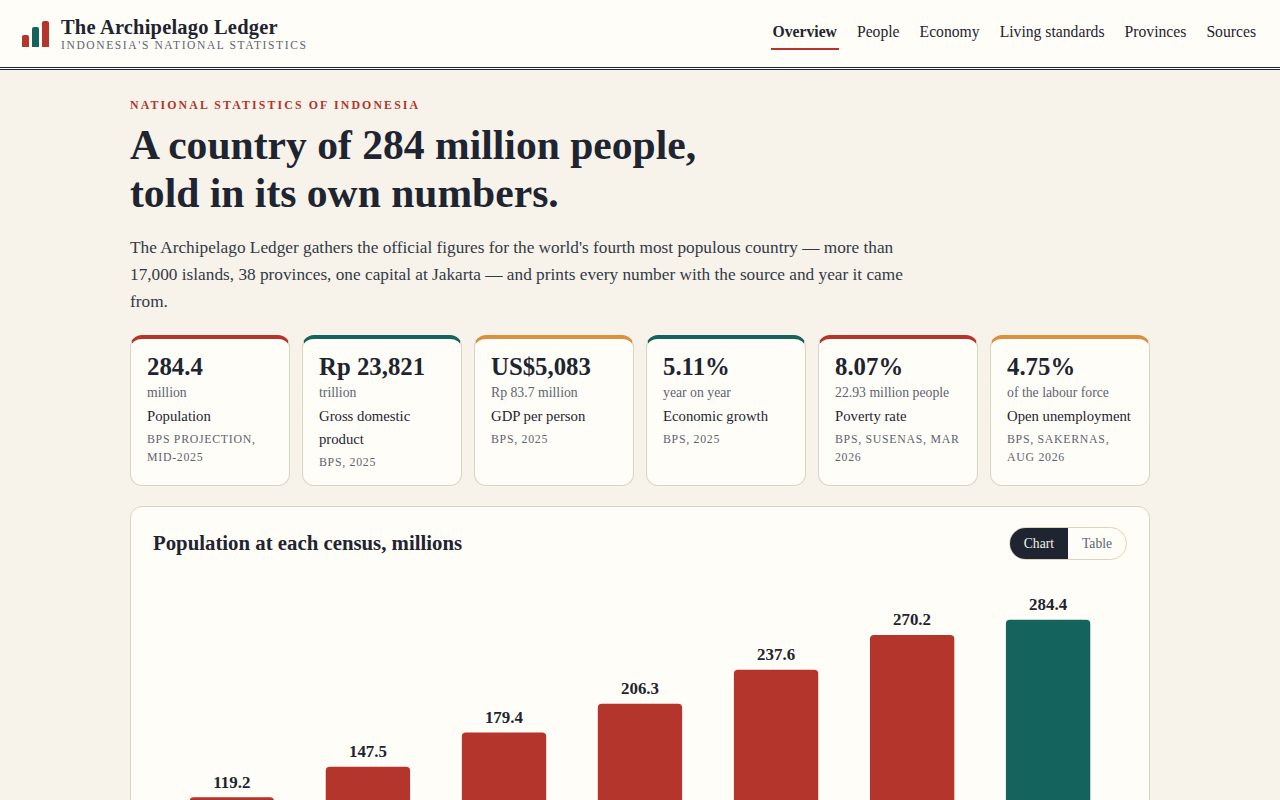 The Archipelago Ledger
INDONESIA'S NATIONAL STATISTICS
Overview People Economy Living standards Provinces Sources
NATIONAL STATISTICS OF INDONESIA
A country of 284 million people,
told in its own numbers.
The Archipelago Ledger gathers the official figures for the world's fourth most populous country — more than
17,000 islands, 38 provinces, one capital at Jakarta — and prints every number with the source and year it came
from.
284.4
million
Population
BPS PROJECTION,
MID-2025
Rp 23,821
trillion
Gross domestic
product
BPS, 2025
US$5,083
Rp 83.7 million
GDP per person
BPS, 2025
5.11%
year on year
Economic growth
BPS, 2025
8.07%
22.93 million people
Poverty rate
BPS, SUSENAS, MAR
2026
4.75%
of the labour force
Open unemployment
BPS, SAKERNAS,
AUG 2026
Population at each census, millions
Chart Table
119.2
147.5
179.4
206.3
237.6
270.2
284.4